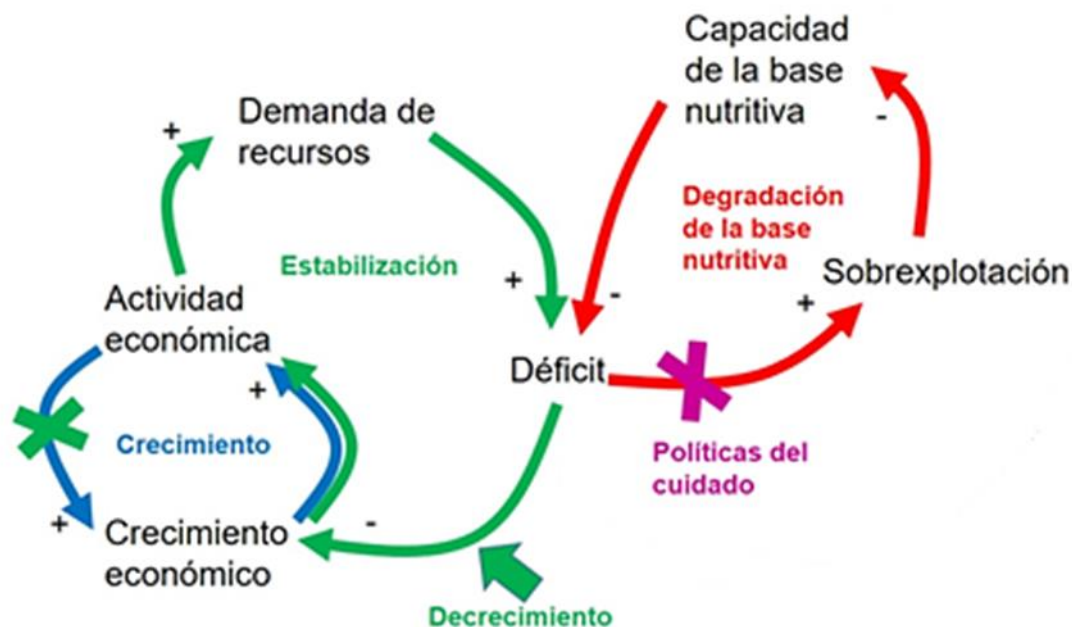 Capacidad
de la base
nutritiva
Demanda de
recursos
+
-
Degradación
de la base
nutritiva
Estabilización
Sobrexplotación
+
-
+
Actividad
económica
Déficit
+
Crecimiento
Políticas del
cuidado
+
-
Crecimiento
económico
Decrecimiento